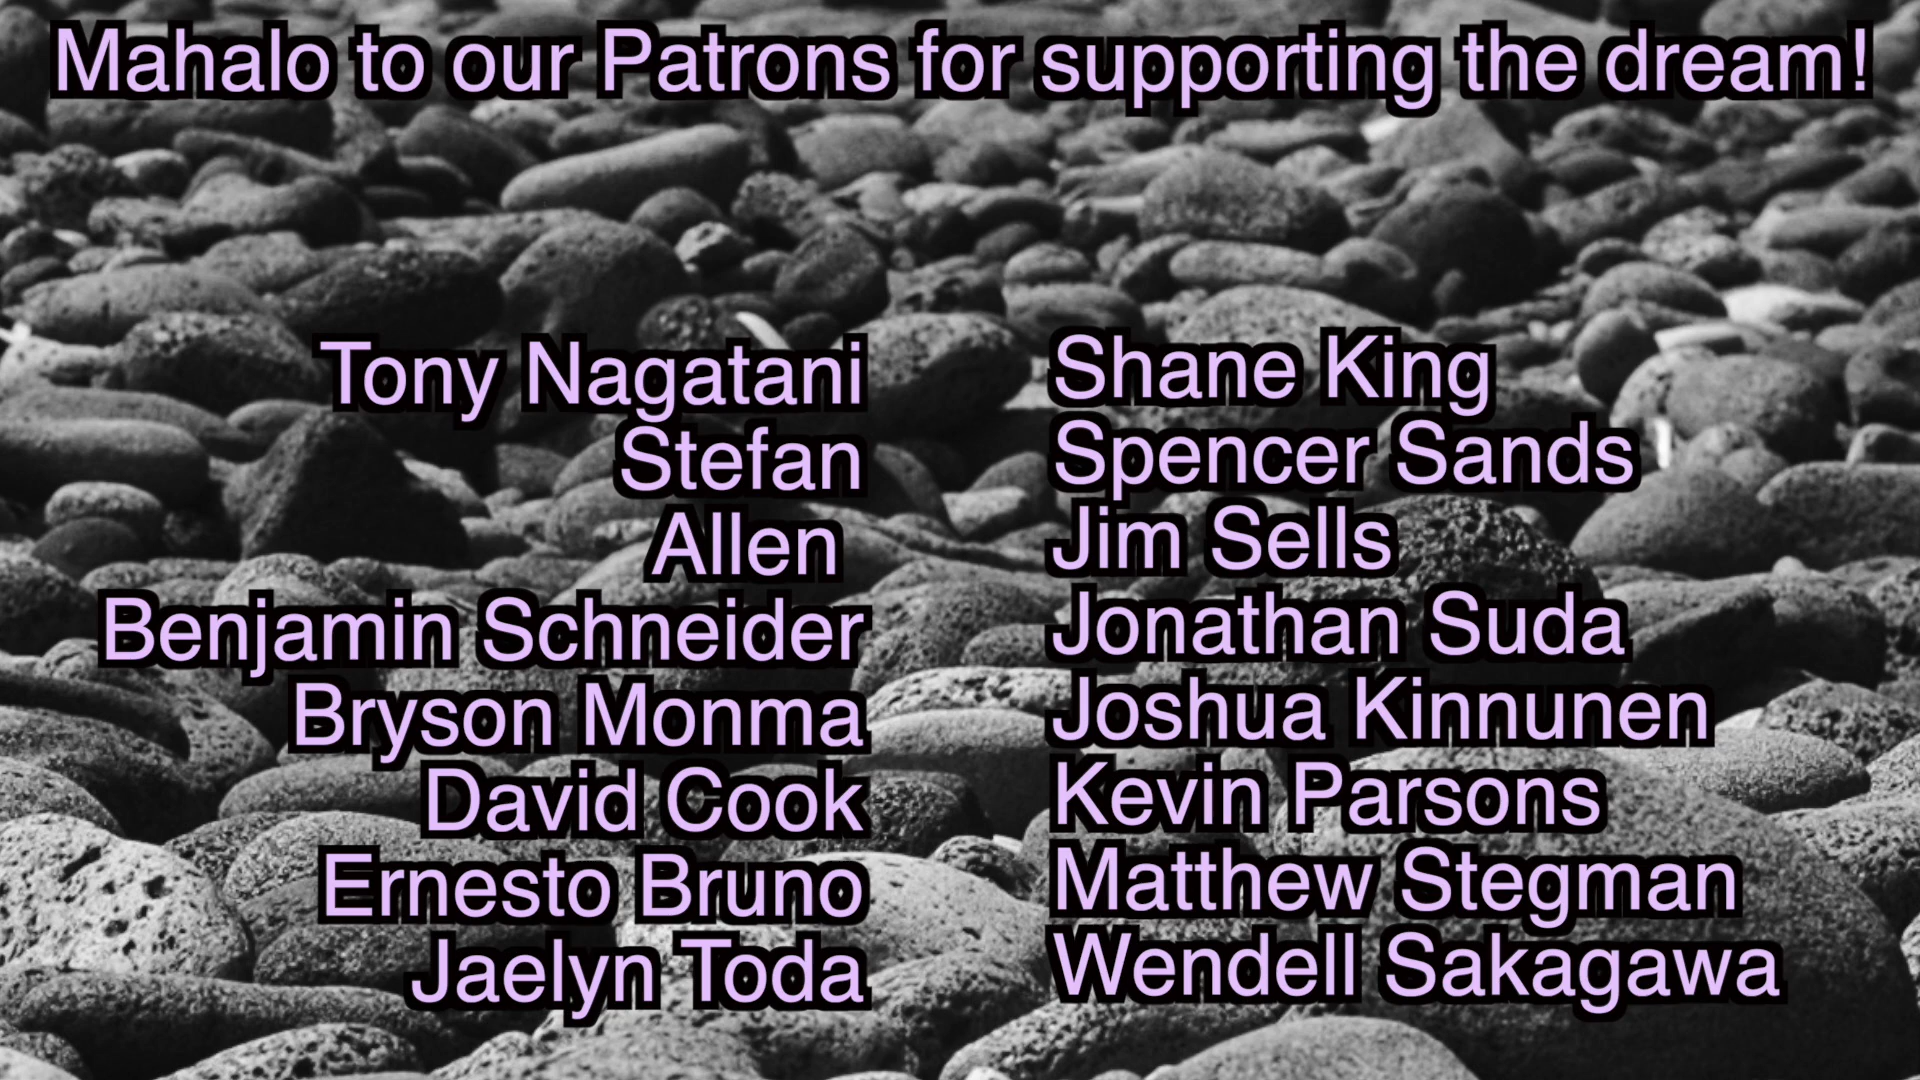 Mahalo to our Patrons for supporting the dream!
Tony Nagatani
Stefan
Allen
Benjamin Schneider
Bryson Monma
David Cook
Ernesto Bruno
Jaelyn Toda
Shane King
Spencer Sands
Jim Sells
Jonathan Suda
Joshua Kinnunen
Kevin Parsons
Matthew Stegman
Wendell Sakagawa